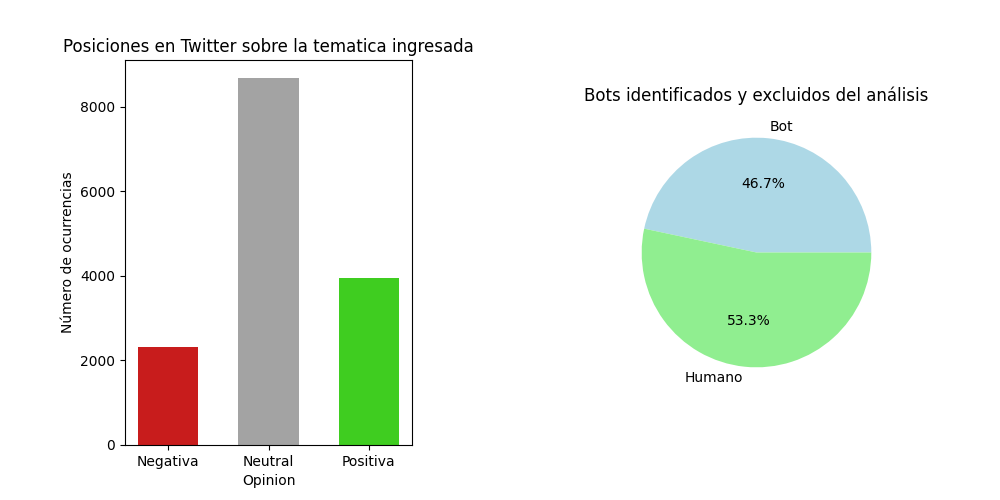 Posiciones en Twitter sobre la tematica ingresada
Número de ocurrencias
8000
6000
4000
2000
0
Negativa
Neutral
Positiva
Opinion
Bots identificados y excluidos del análisis
Bot
46.7%
53.3%
Humano